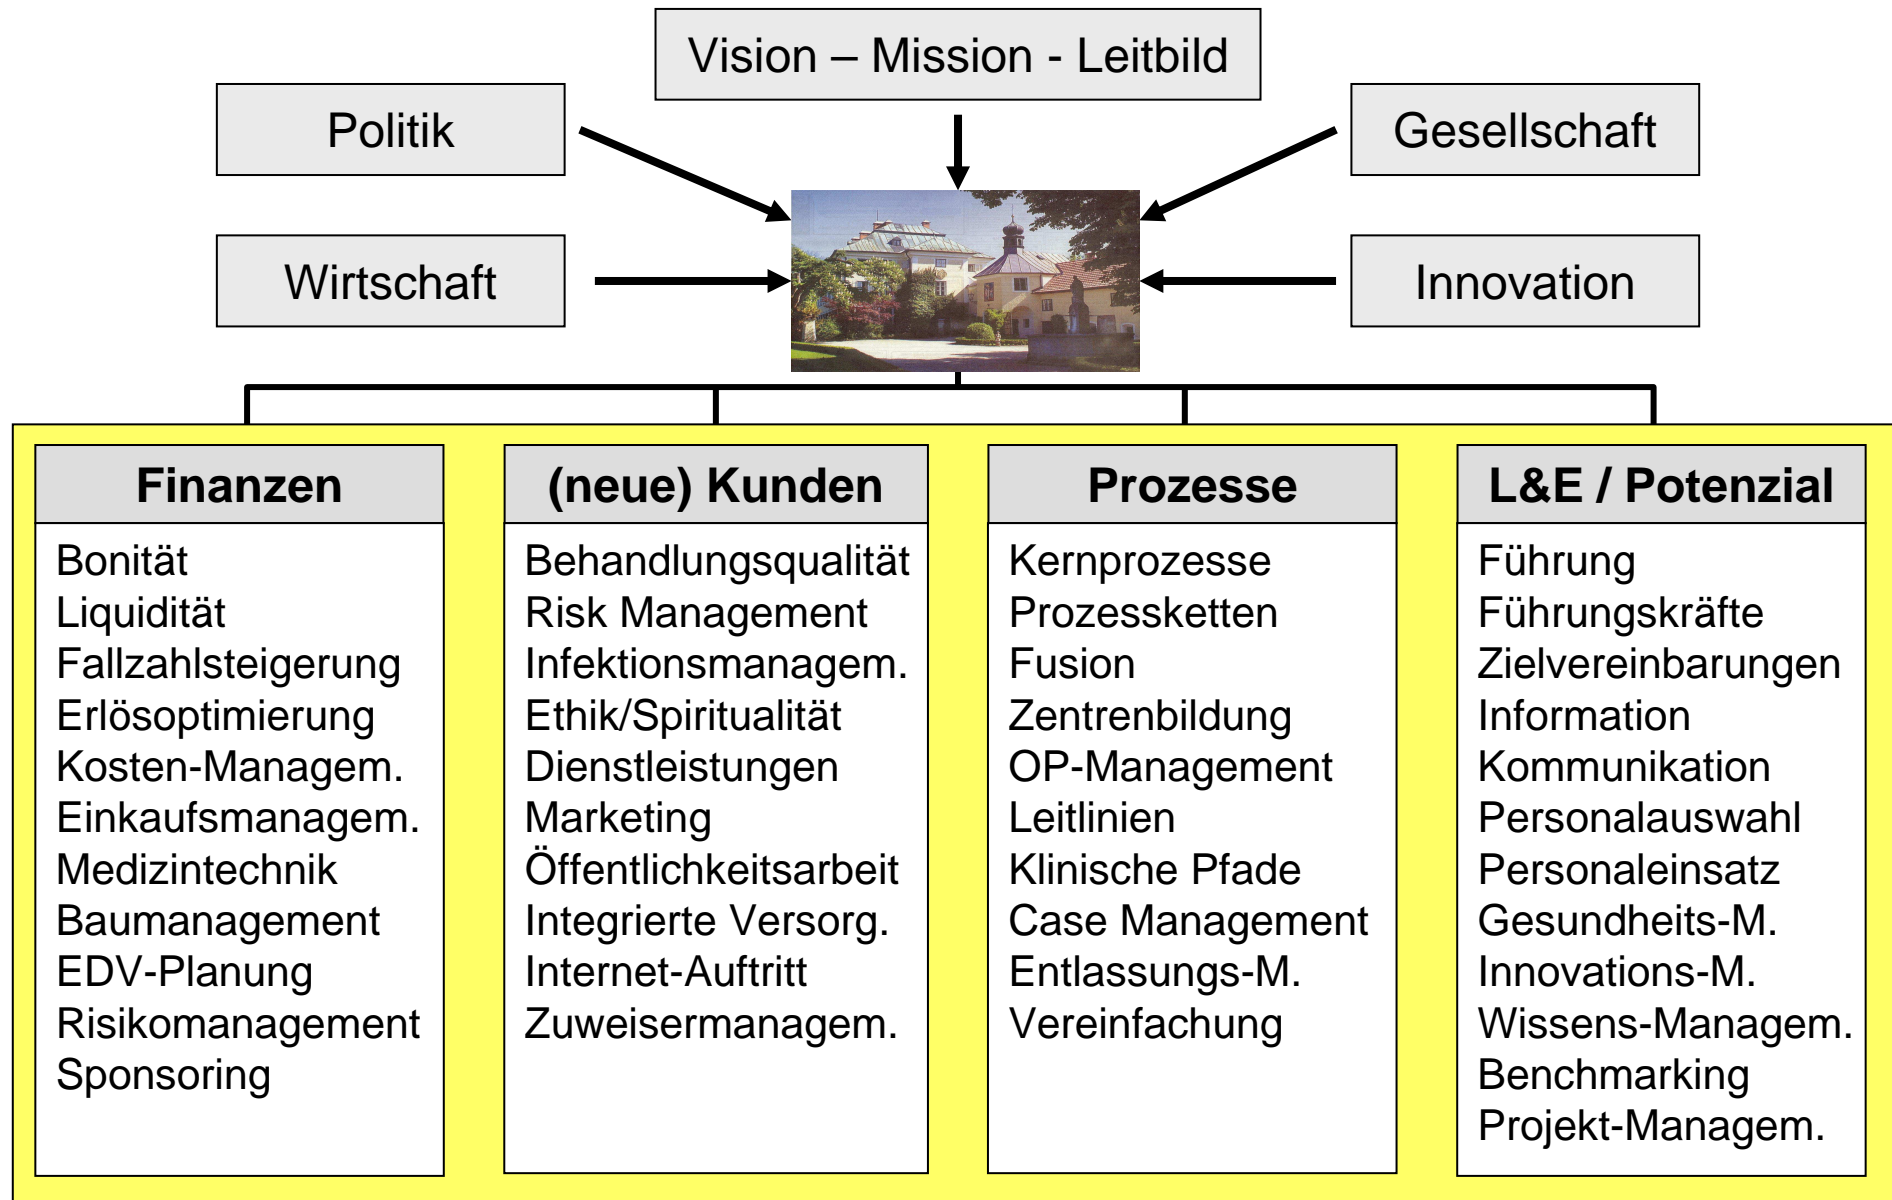 Vision – Mission - Leitbild
Politik
Gesellschaft
Wirtschaft
Innovation
Finanzen
Bonität
Liquidität
Fallzahlsteigerung
Erlösoptimierung
Kosten-Managem.
Einkaufsmanagem.
Medizintechnik
Baumanagement
EDV-Planung
Risikomanagement
Sponsoring
(neue) Kunden
Behandlungsqualität
Risk Management
Infektionsmanagem.
Ethik/Spiritualität
Dienstleistungen
Marketing
Öffentlichkeitsarbeit
Integrierte Versorg.
Internet-Auftritt
Zuweisermanagem.
Prozesse
Kernprozesse
Prozessketten
Fusion
Zentrenbildung
OP-Management
Leitlinien
Klinische Pfade
Case Management
Entlassungs-M.
Vereinfachung
L&E / Potenzial
Führung
Führungskräfte
Zielvereinbarungen
Information
Kommunikation
Personalauswahl
Personaleinsatz
Gesundheits-M.
Innovations-M.
Wissens-Managem.
Benchmarking
Projekt-Managem.